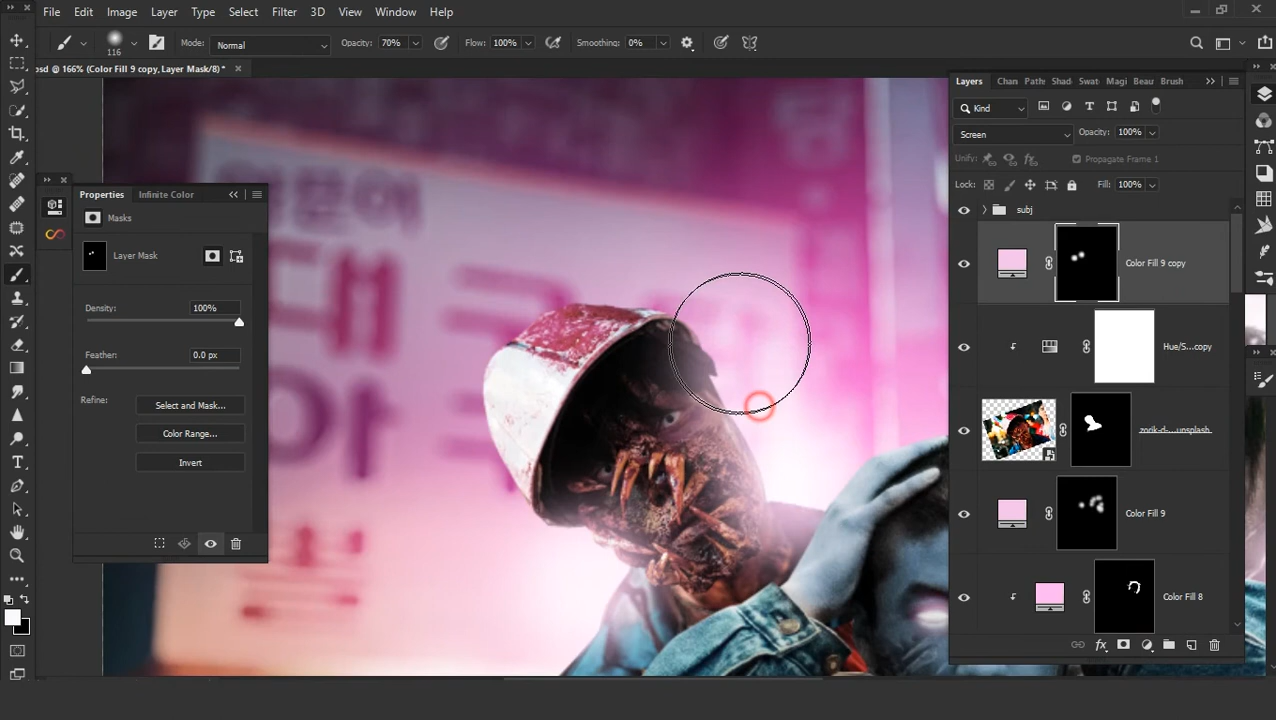 File Edit Image Layer Type Select Filter 3D View Window Help
116 Mode: Normal Opacity: 70% Flow: 100% Smoothing: 0%
psd @ 166% (Color Fill 9 copy, Layer Mask/8) *
Properties Infinite Color
Masks
Layer Mask
Density: 100%
Feather: 0.0 px
Refine: Select and Mask...
Color Range...
Invert
Layers Chan Path Shad Swat Magi Beau Brush
Kind
Screen Opacity: 100%
Unify: Propagate Frame 1
Lock: Fill: 100%
subj
Color Fill 9 copy
Hue/S...copy
zorik-d-...unsplash
Color Fill 9
Color Fill 8